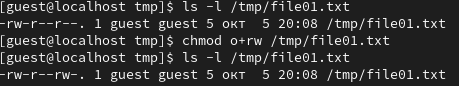 [guest@localhost tmp]$ ls -l /tmp/file01.txt
-rw-r--r--. 1 guest guest 5 окт  5 20:08 /tmp/file01.txt
[guest@localhost tmp]$ chmod o+rw /tmp/file01.txt
[guest@localhost tmp]$ ls -l /tmp/file01.txt
-rw-r--rw-. 1 guest guest 5 окт  5 20:08 /tmp/file01.txt